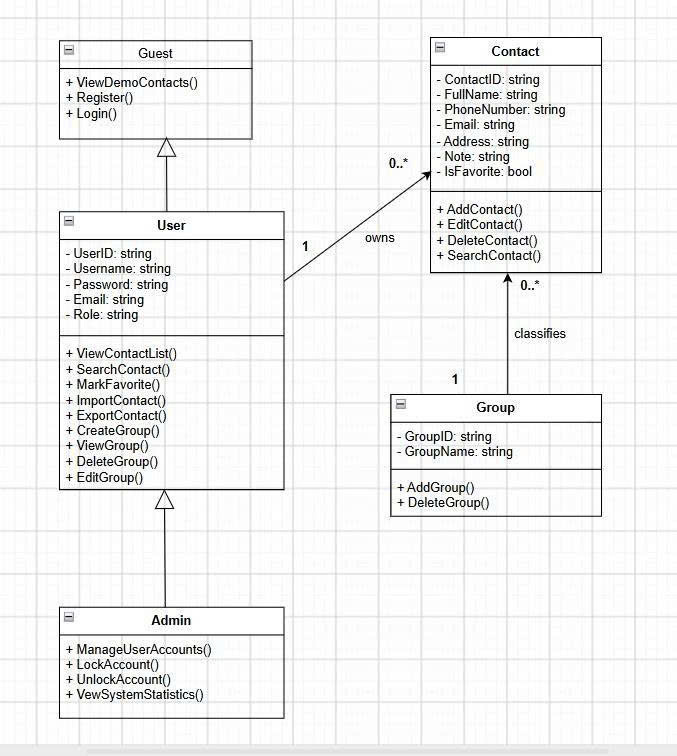 Guest
+ ViewDemoContacts()
+ Register()
+ Login()
User
- UserID: string
- Username: string
- Password: string
- Email: string
- Role: string
+ ViewContactList()
+ SearchContact()
+ MarkFavorite()
+ ImportContact()
+ ExportContact()
+ CreateGroup()
+ ViewGroup()
+ DeleteGroup()
+ EditGroup()
Admin
+ ManageUserAccounts()
+ LockAccount()
+ UnlockAccount()
+ VewSystemStatistics()
1
owns
0..*
Contact
- ContactID: string
- FullName: string
- PhoneNumber: string
- Email: string
- Address: string
- Note: string
- IsFavorite: bool
+ AddContact()
+ EditContact()
+ DeleteContact()
+ SearchContact()
0..*
classifies
1
Group
- GroupID: string
- GroupName: string
+ AddGroup()
+ DeleteGroup()